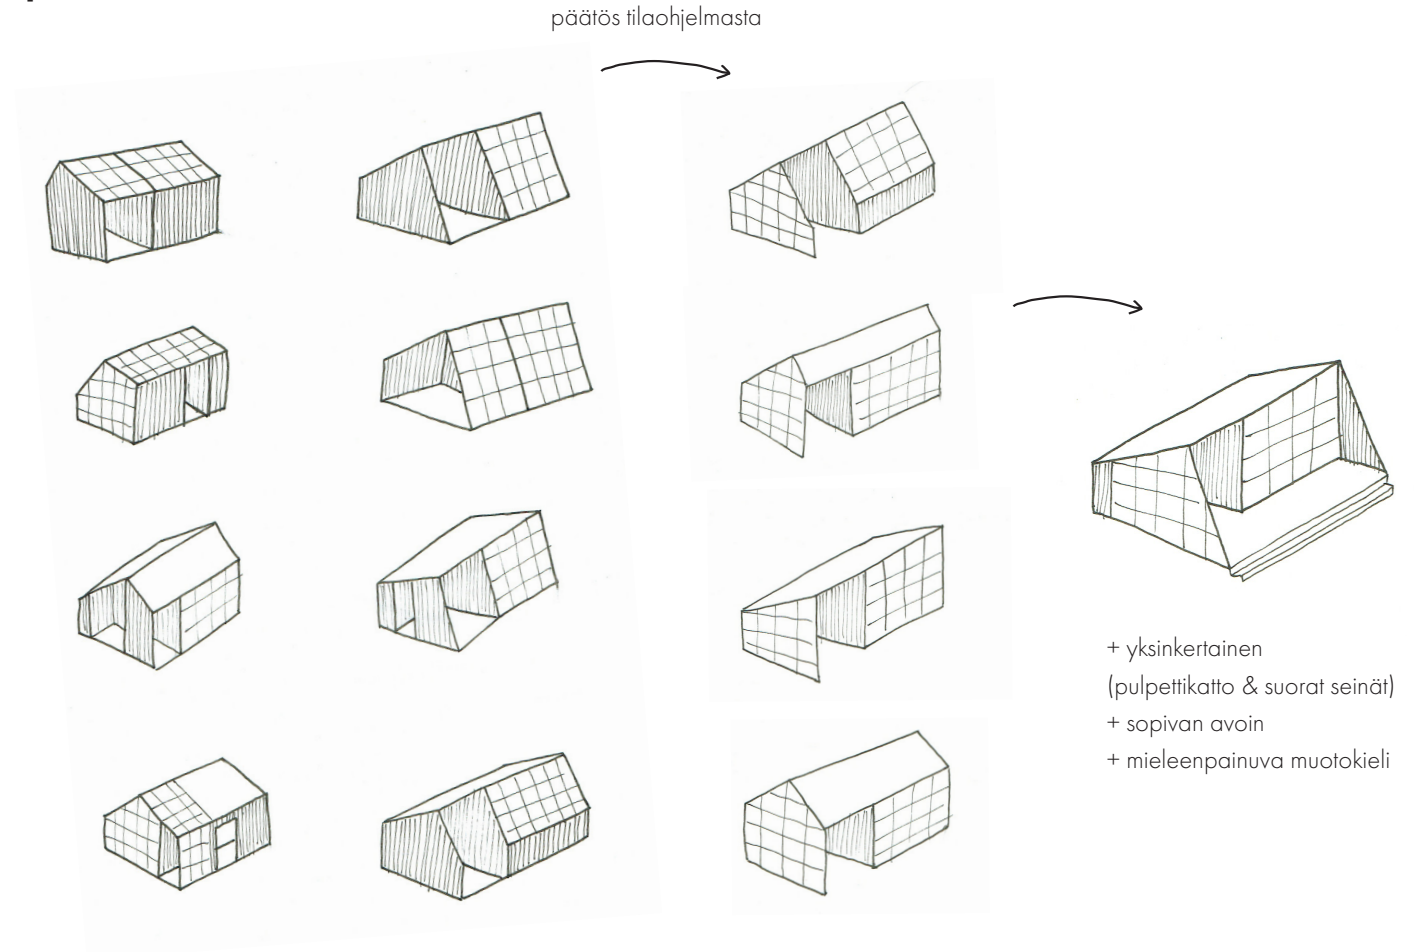 päätös tilaohjelmasta
+ yksinkertainen
(pulpettikatto & suorat seinät)
+ sopivan avoin
+ mieleenpainuva muotokieli